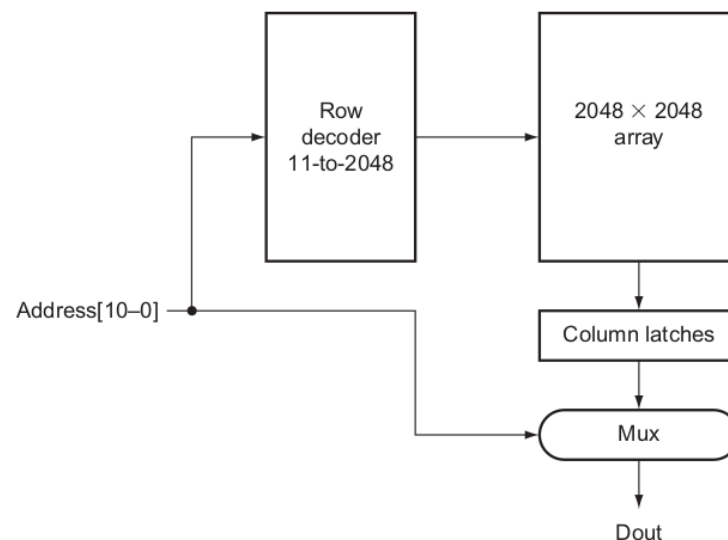 Row
decoder
11-to-2048
2048 × 2048
array
Address[10–0]
Column latches
Mux
Dout